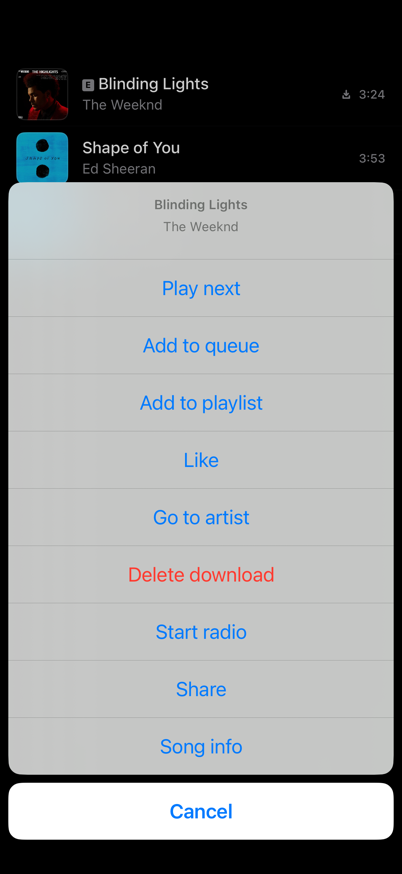 E Blinding Lights
3:24
The Weeknd
Shape of You
3:53
Ed Sheeran
Blinding Lights
The Weeknd
Play next
Add to queue
Add to playlist
Like
Go to artist
Delete download
Start radio
Share
Song info
Cancel